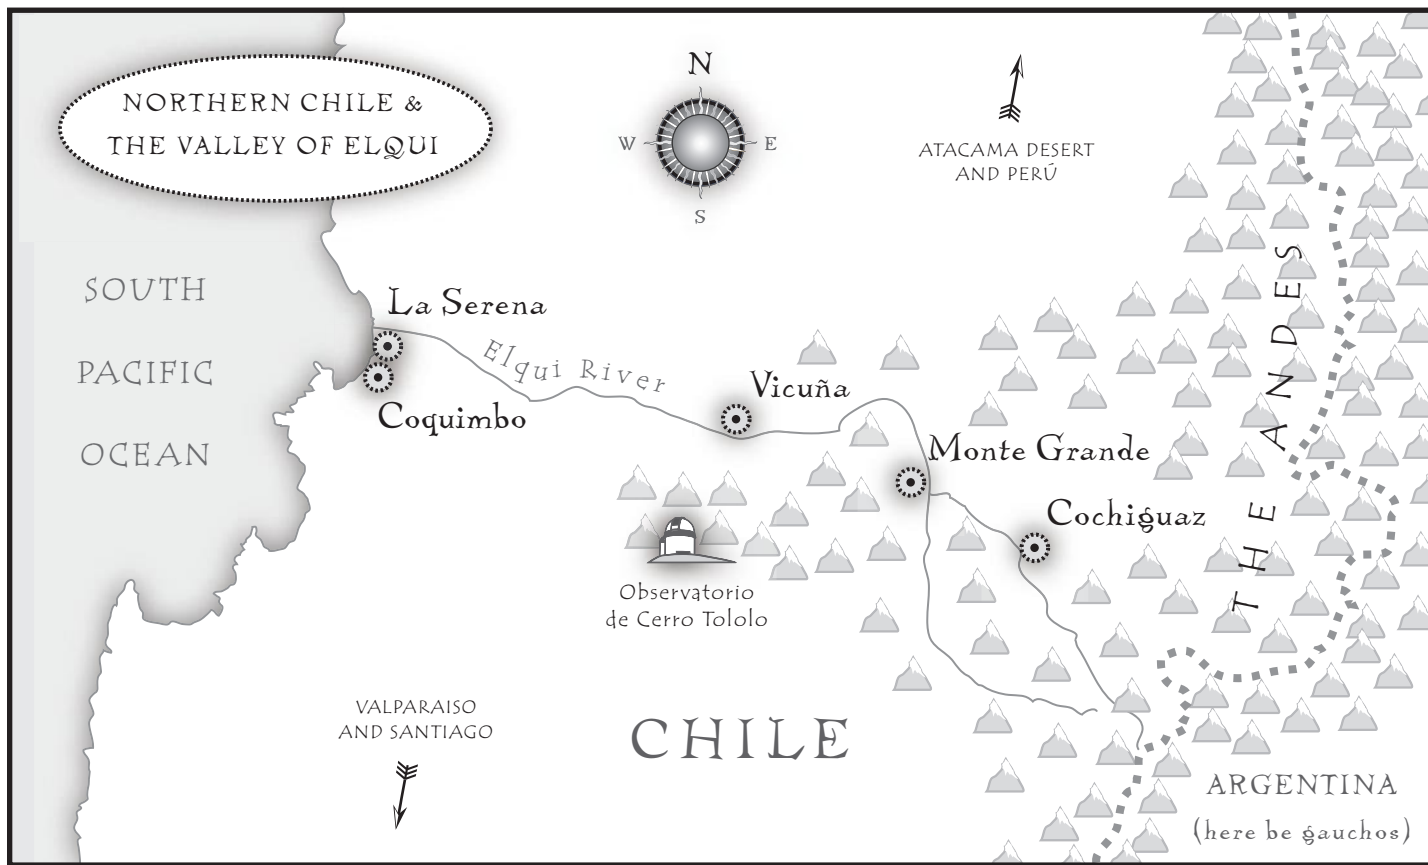 NORTHERN CHILE &
THE VALLEY OF ELQUI
N
W
E
S
ATACAMA DESERT
AND PERÚ
SOUTH
PACIFIC
OCEAN
La Serena
Coquimbo
Elqui River
Vicuña
Monte Grande
Cochiguaz
THE ANDES
Observatorio
de Cerro Tololo
VALPARAISO
AND SANTIAGO
CHILE
ARGENTINA
(here be gauchos)